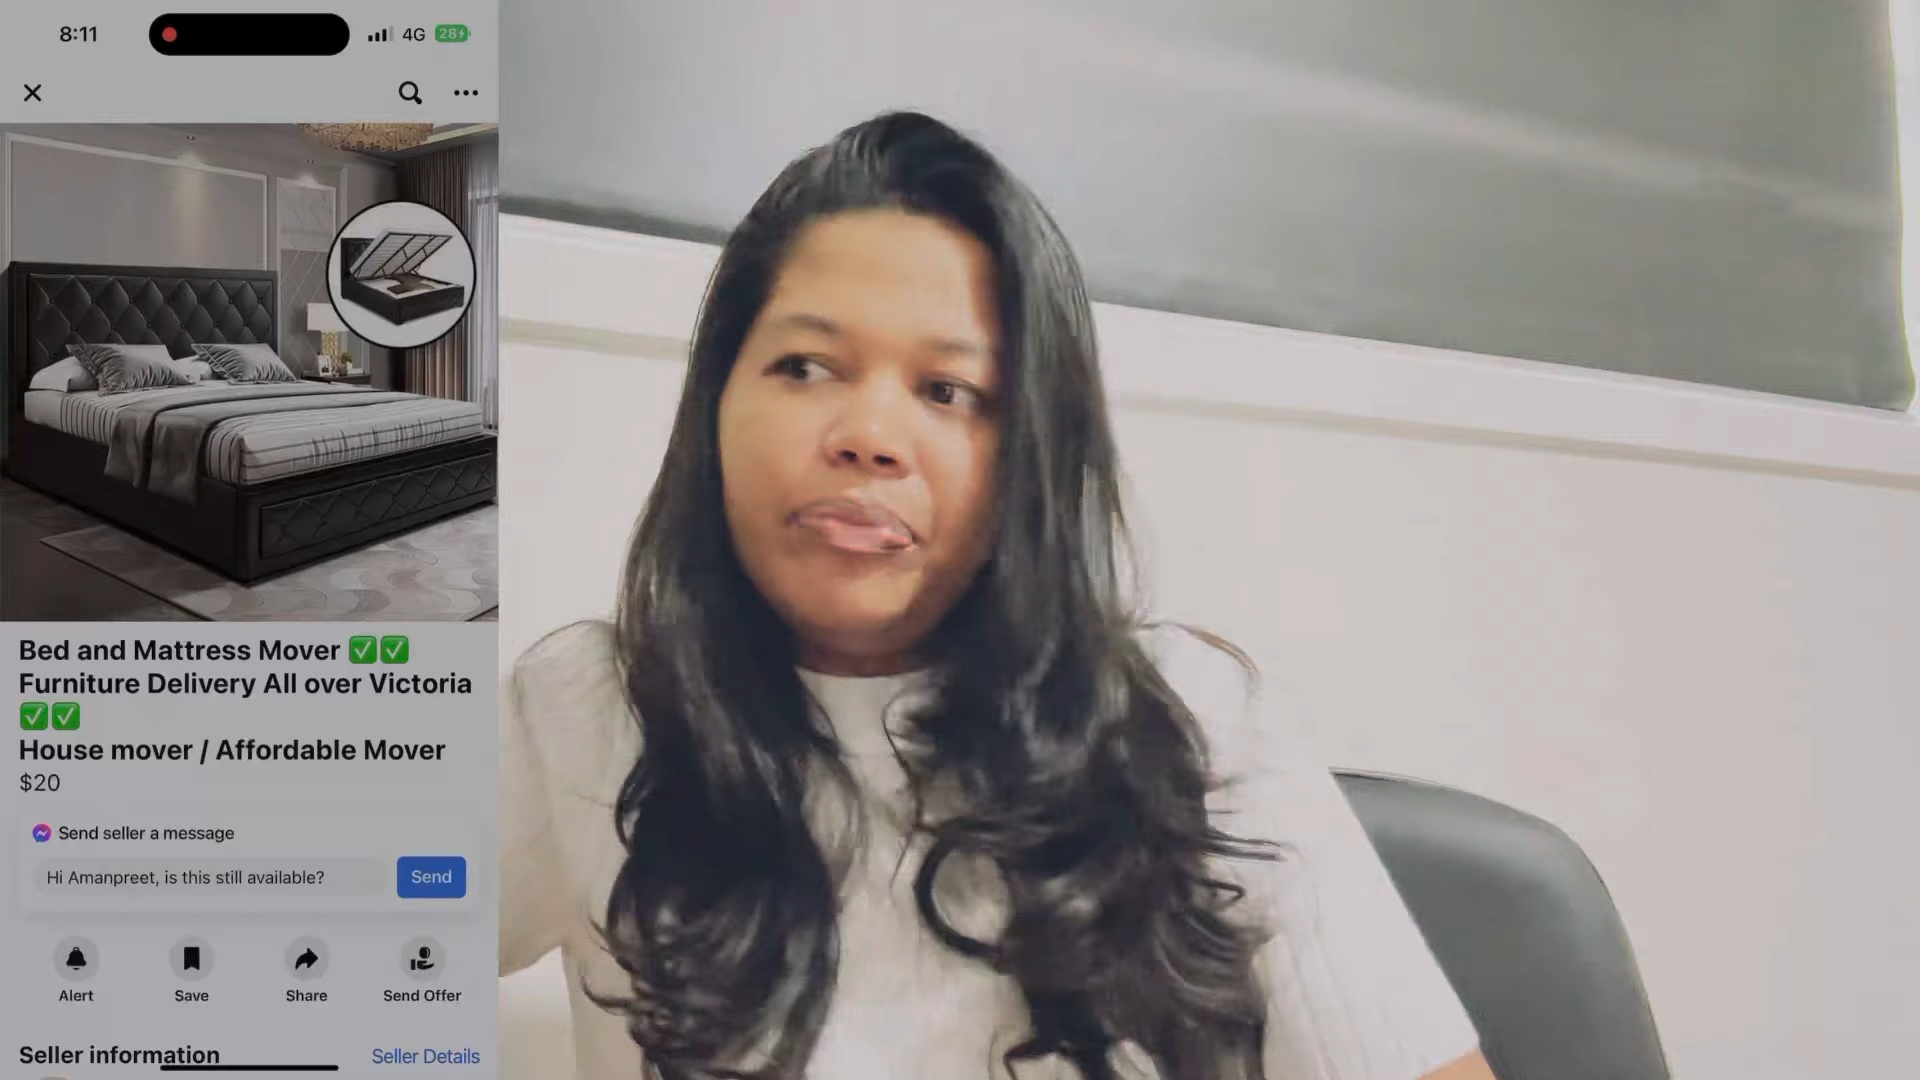 8:11
4G
28
Bed and Mattress Mover ✅✅
Furniture Delivery All over Victoria
✅✅
House mover / Affordable Mover
$20
Send seller a message
Hi Amanpreet, is this still available?
Send
Alert
Save
Share
Send Offer
Seller information
Seller Details